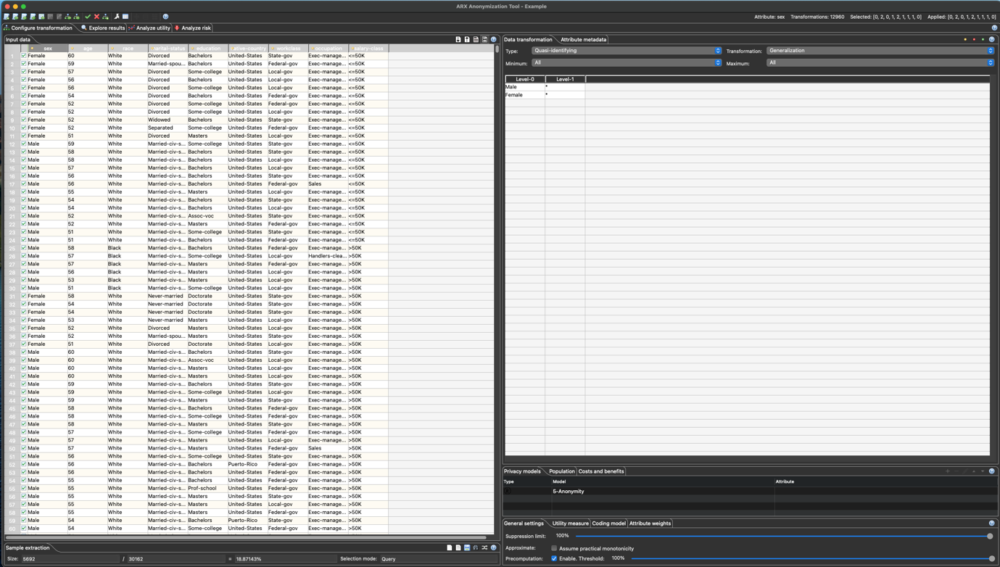 ARX Anonymization Tool - Example
Attribute: sex Transformations: 12960 Selected: [0, 2, 0, 1, 2, 1, 1, 1, 0] Applied: [0, 2, 0, 1, 2, 1, 1, 1, 0]
Configure transformation Explore results Analyze utility Analyze risk
Input data
sex age race arital-status education ative-country workclass occupation salary-class
1 Female 60 White Divorced Bachelors United-States State-gov Exec-manage... <=50K
2 Female 59 White Married-spou... Bachelors United-States Federal-gov Exec-manage... <=50K
3 Female 57 White Divorced Some-college United-States Local-gov Exec-manage... <=50K
4 Female 56 White Divorced Bachelors United-States Local-gov Exec-manage... <=50K
5 Female 56 White Divorced Some-college United-States Local-gov Exec-manage... <=50K
6 Female 54 White Divorced Bachelors United-States Federal-gov Exec-manage... <=50K
7 Female 52 White Divorced Some-college United-States Federal-gov Exec-manage... <=50K
8 Female 52 White Divorced Some-college United-States Local-gov Exec-manage... <=50K
9 Female 52 White Widowed Bachelors United-States State-gov Exec-manage... <=50K
10 Female 52 White Separated Some-college United-States Federal-gov Exec-manage... <=50K
11 Female 51 White Divorced Masters United-States Local-gov Exec-manage... <=50K
12 Male 59 White Married-civ-s... Some-college United-States State-gov Exec-manage... <=50K
13 Male 58 White Married-civ-s... Bachelors United-States State-gov Exec-manage... <=50K
14 Male 58 White Married-civ-s... Bachelors United-States Local-gov Exec-manage... <=50K
15 Male 57 White Married-civ-s... Bachelors United-States Local-gov Exec-manage... <=50K
16 Male 56 White Married-civ-s... Bachelors United-States State-gov Exec-manage... <=50K
17 Male 56 White Married-civ-s... Bachelors United-States Federal-gov Sales <=50K
18 Male 55 White Married-civ-s... Masters United-States Local-gov Exec-manage... <=50K
19 Male 54 White Married-civ-s... Bachelors United-States State-gov Exec-manage... <=50K
20 Male 54 White Married-civ-s... Bachelors United-States Local-gov Exec-manage... <=50K
21 Male 52 White Married-civ-s... Assoc-voc United-States State-gov Exec-manage... <=50K
22 Male 52 White Married-civ-s... Masters United-States Federal-gov Exec-manage... <=50K
23 Male 51 White Married-civ-s... Some-college United-States State-gov Exec-manage... <=50K
24 Male 51 White Married-civ-s... Bachelors United-States Federal-gov Exec-manage... <=50K
25 Male 58 Black Married-civ-s... Bachelors United-States Federal-gov Exec-manage... >50K
26 Male 57 Black Married-civ-s... Some-college United-States Local-gov Handlers-clea... >50K
27 Male 57 Black Married-civ-s... Masters United-States Federal-gov Exec-manage... >50K
28 Male 56 Black Married-civ-s... Masters United-States Local-gov Exec-manage... >50K
29 Male 53 Black Married-civ-s... Masters United-States Local-gov Exec-manage... >50K
30 Male 51 Black Married-civ-s... Some-college United-States Local-gov Exec-manage... >50K
31 Female 58 White Never-married Doctorate United-States State-gov Exec-manage... >50K
32 Female 54 White Never-married Doctorate United-States State-gov Exec-manage... >50K
33 Female 54 White Never-married Doctorate United-States State-gov Exec-manage... >50K
34 Female 53 White Never-married Masters United-States Local-gov Exec-manage... >50K
35 Female 52 White Divorced Masters United-States Local-gov Exec-manage... >50K
36 Female 52 White Married-spou... Masters United-States State-gov Exec-manage... >50K
37 Female 51 White Divorced Doctorate United-States Local-gov Exec-manage... >50K
38 Male 60 White Married-civ-s... Bachelors United-States State-gov Exec-manage... >50K
39 Male 60 White Married-civ-s... Assoc-voc United-States Local-gov Exec-manage... >50K
40 Male 60 White Married-civ-s... Masters United-States Local-gov Exec-manage... >50K
41 Male 60 White Married-civ-s... Masters United-States Local-gov Exec-manage... >50K
42 Male 59 White Married-civ-s... Bachelors United-States State-gov Exec-manage... >50K
43 Male 59 White Married-civ-s... Some-college United-States Local-gov Exec-manage... >50K
44 Male 59 White Married-civ-s... Masters United-States State-gov Exec-manage... >50K
45 Male 58 White Married-civ-s... Bachelors United-States Federal-gov Exec-manage... >50K
46 Male 58 White Married-civ-s... Some-college United-States Federal-gov Exec-manage... >50K
47 Male 58 White Married-civ-s... Masters United-States State-gov Exec-manage... >50K
48 Male 57 White Married-civ-s... Some-college United-States Federal-gov Exec-manage... >50K
49 Male 57 White Married-civ-s... Masters United-States Local-gov Exec-manage... >50K
50 Male 57 White Married-civ-s... Masters United-States Federal-gov Sales >50K
51 Male 56 White Married-civ-s... Some-college United-States State-gov Exec-manage... >50K
52 Male 56 White Married-civ-s... Bachelors Puerto-Rico Federal-gov Exec-manage... >50K
53 Male 56 White Married-civ-s... Bachelors United-States Federal-gov Exec-manage... >50K
54 Male 55 White Married-civ-s... Bachelors United-States Federal-gov Exec-manage... >50K
55 Male 55 White Married-civ-s... Prof-school United-States Federal-gov Exec-manage... >50K
56 Male 55 White Married-civ-s... Masters United-States State-gov Exec-manage... >50K
57 Male 55 White Married-civ-s... Masters United-States Local-gov Exec-manage... >50K
58 Male 55 White Married-civ-s... Masters United-States Federal-gov Exec-manage... >50K
59 Male 54 White Married-civ-s... Bachelors Puerto-Rico State-gov Exec-manage... >50K
60 Male 54 White Married-civ-s... Some-college United-States Federal-gov Exec-manage... >50K
Sample extraction
Size: 5692 / 30162 = 18.87143% Selection mode: Query
Data transformation Attribute metadata
Type: Quasi-identifying Transformation: Generalization
Minimum: All Maximum: All
Level-0 Level-1
Male *
Female *
Privacy models Population Costs and benefits
Type Model Attribute
5-Anonymity
General settings Utility measure Coding model Attribute weights
Suppression limit: 100%
Approximate: Assume practical monotonicity
Precomputation: Enable. Threshold: 100%